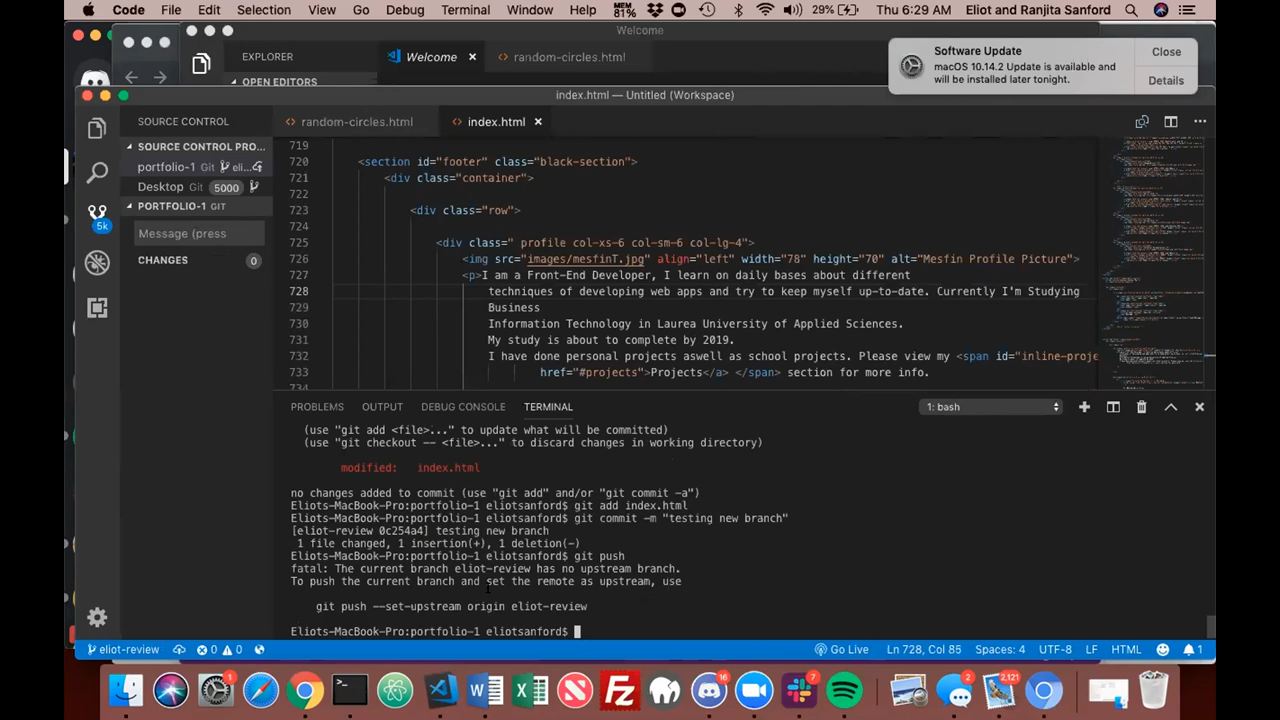 Code File Edit Selection View Go Debug Terminal Window Help MEM 81% 29% Thu 6:29 AM Eliot and Ranjita Sanford
Welcome
EXPLORER Welcome × random-circles.html
OPEN EDITORS
Software Update Close
macOS 10.14.2 Update is available and
will be installed later tonight. Details
index.html — Untitled (Workspace)
SOURCE CONTROL random-circles.html index.html ×
SOURCE CONTROL PRO...
portfolio-1 Git eli...
Desktop Git 5000
PORTFOLIO-1 GIT
Message (press
CHANGES 0
5k
719
720 <section id="footer" class="black-section">
721 <div class="container">
722
723 <div class="row">
724
725 <div class=" profile col-xs-6 col-sm-6 col-lg-4">
726 <img src="images/mesfinT.jpg" align="left" width="78" height="70" alt="Mesfin Profile Picture">
727 <p>I am a Front-End Developer, I learn on daily bases about different
728 techniques of developing web apps and try to keep myself up-to-date. Currently I'm Studying
729 Business
730 Information Technology in Laurea University of Applied Sciences.
731 My study is about to complete by 2019.
732 I have done personal projects aswell as school projects. Please view my <span id="inline-proje
733 href="#projects">Projects</a> </span> section for more info.
734
PROBLEMS OUTPUT DEBUG CONSOLE TERMINAL 1: bash
(use "git add <file>..." to update what will be committed)
(use "git checkout -- <file>..." to discard changes in working directory)
modified: index.html
no changes added to commit (use "git add" and/or "git commit -a")
Eliots-MacBook-Pro:portfolio-1 eliotsanford$ git add index.html
Eliots-MacBook-Pro:portfolio-1 eliotsanford$ git commit -m "testing new branch"
[eliot-review 0c254a4] testing new branch
1 file changed, 1 insertion(+), 1 deletion(-)
Eliots-MacBook-Pro:portfolio-1 eliotsanford$ git push
fatal: The current branch eliot-review has no upstream branch.
To push the current branch and set the remote as upstream, use
git push --set-upstream origin eliot-review
Eliots-MacBook-Pro:portfolio-1 eliotsanford$
eliot-review 0 0 Go Live Ln 728, Col 85 Spaces: 4 UTF-8 LF HTML 1
1 16 7 2 2,121